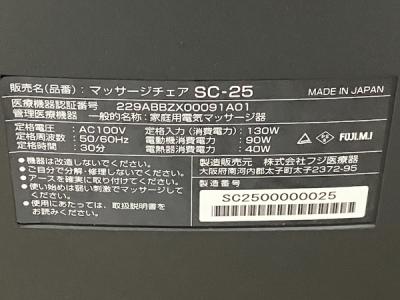 販売名(品番): マッサージチェア SC-25 MADE IN JAPAN
医療機器認証番号 229ABBZX00091A01
管理医療機器 一般的名称: 家庭用電気マッサージ器
定格電圧: AC100V 定格入力(消費電力): 130W
定格周波数: 50/60Hz 電動機(消費電力): 90W
定格時間: 30分 電熱器(消費電力): 40W
FUJI.M.I
●機器は改造しないでください。
●ご自分で分解・修理しないでください。
●アースを確実に取り付けてください。
●使い始めは弱い刺激でマッサージして
ください。
●お使いになる前に、必ず取扱説明書を
お読みください。
製造販売元 株式会社フジ医療器
大阪府南河内郡太子町太子2372-95
製造番号
SC2500000025